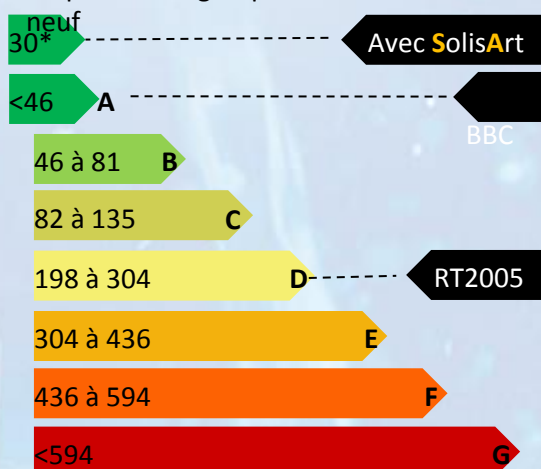 neuf
30* Avec SolisArt
<46 A
BBC
46 à 81 B
82 à 135 C
198 à 304 D RT2005
304 à 436 E
436 à 594 F
<594 G